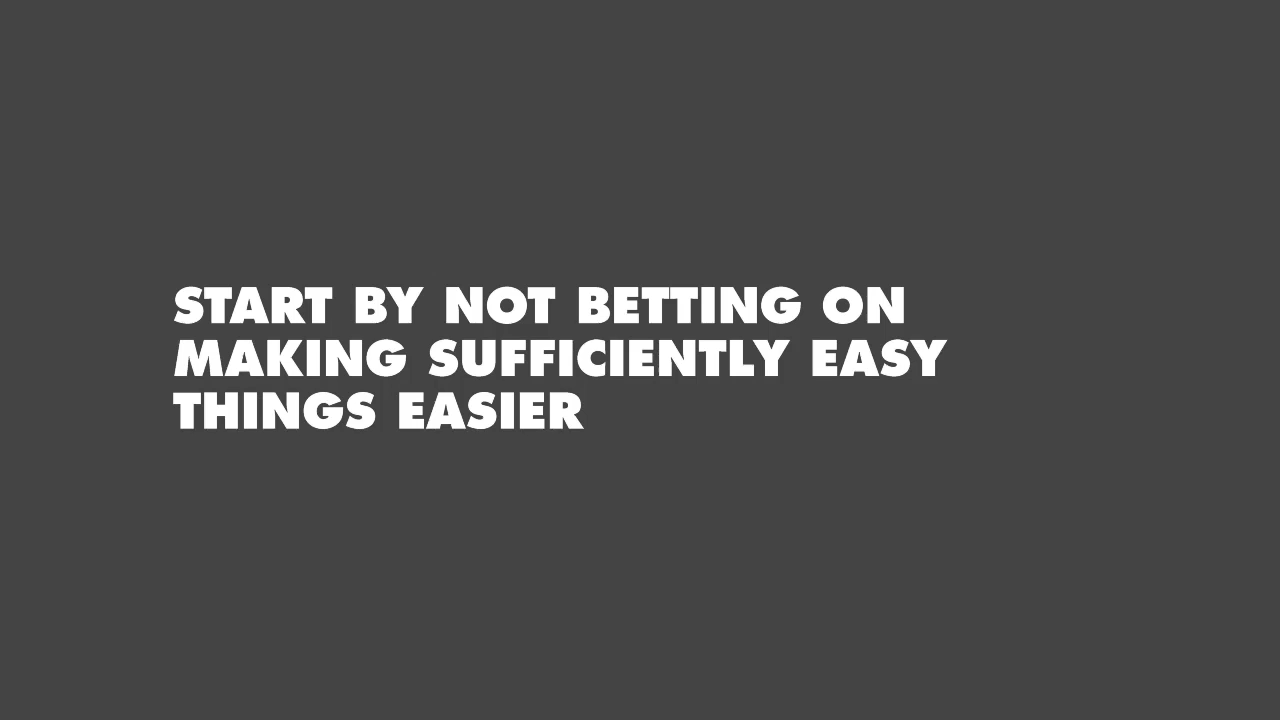 START BY NOT BETTING ON
MAKING SUFFICIENTLY EASY
THINGS EASIER